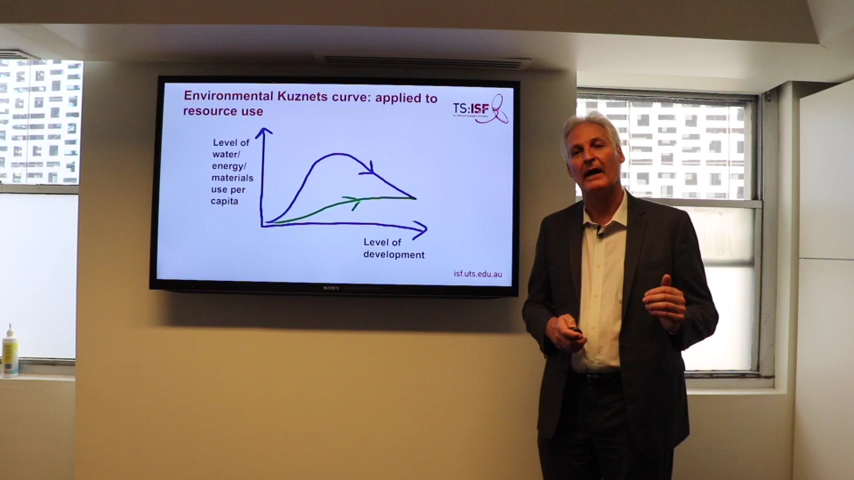 Environmental Kuznets curve: applied to
resource use
TS:ISF
Level of
water/
energy/
materials
use per
capita
Level of
development
isf.uts.edu.au
SONY